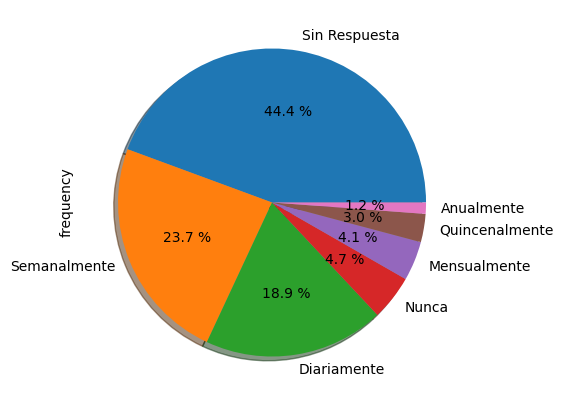 Sin Respuesta
44.4 %
frequency
Semanalmente
23.7 %
Diariamente
18.9 %
Nunca
4.7 %
Mensualmente
4.1 %
Quincenalmente
3.0 %
Anualmente
1.2 %